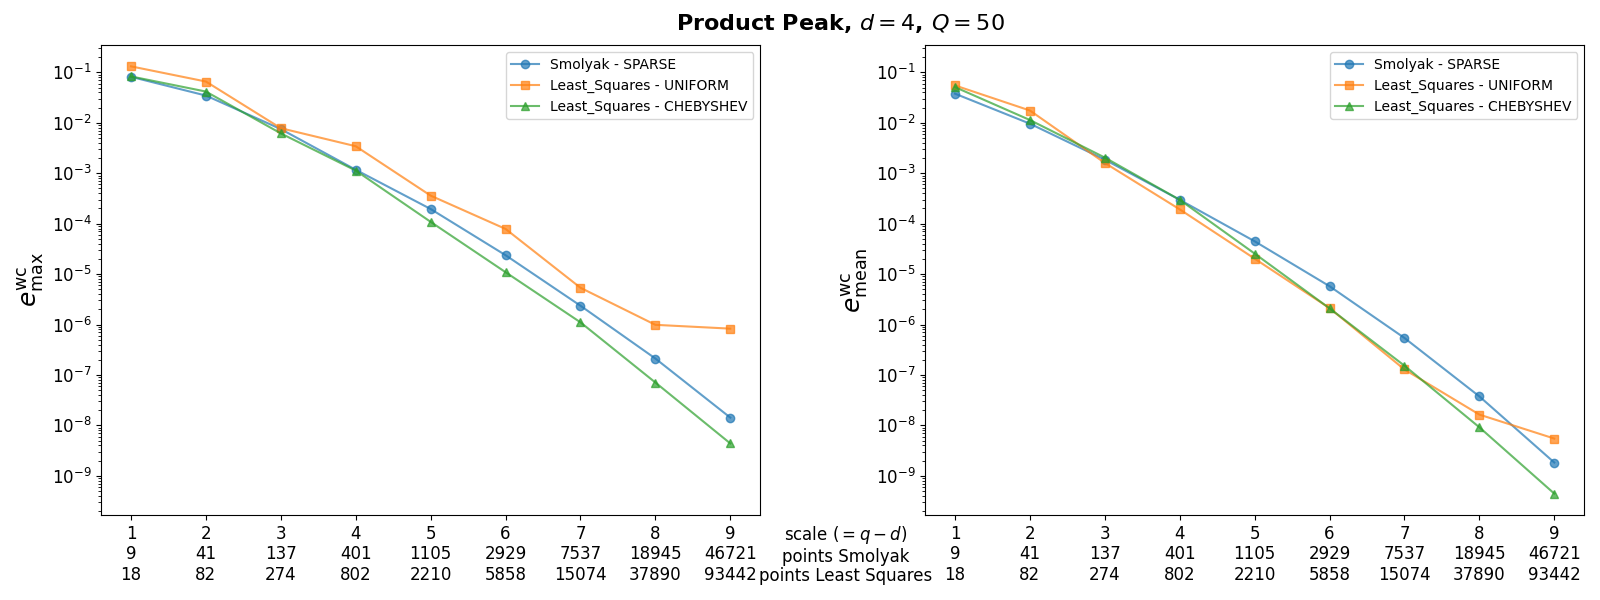 Product Peak, d = 4, Q = 50
e^wc_max
10^−1
10^−2
10^−3
10^−4
10^−5
10^−6
10^−7
10^−8
10^−9
Smolyak - SPARSE
Least_Squares - UNIFORM
Least_Squares - CHEBYSHEV
1 2 3 4 5 6 7 8 9
9 41 137 401 1105 2929 7537 18945 46721
18 82 274 802 2210 5858 15074 37890 93442
scale (= q − d)
points Smolyak
points Least Squares
e^wc_mean
10^−1
10^−2
10^−3
10^−4
10^−5
10^−6
10^−7
10^−8
10^−9
Smolyak - SPARSE
Least_Squares - UNIFORM
Least_Squares - CHEBYSHEV
1 2 3 4 5 6 7 8 9
9 41 137 401 1105 2929 7537 18945 46721
18 82 274 802 2210 5858 15074 37890 93442